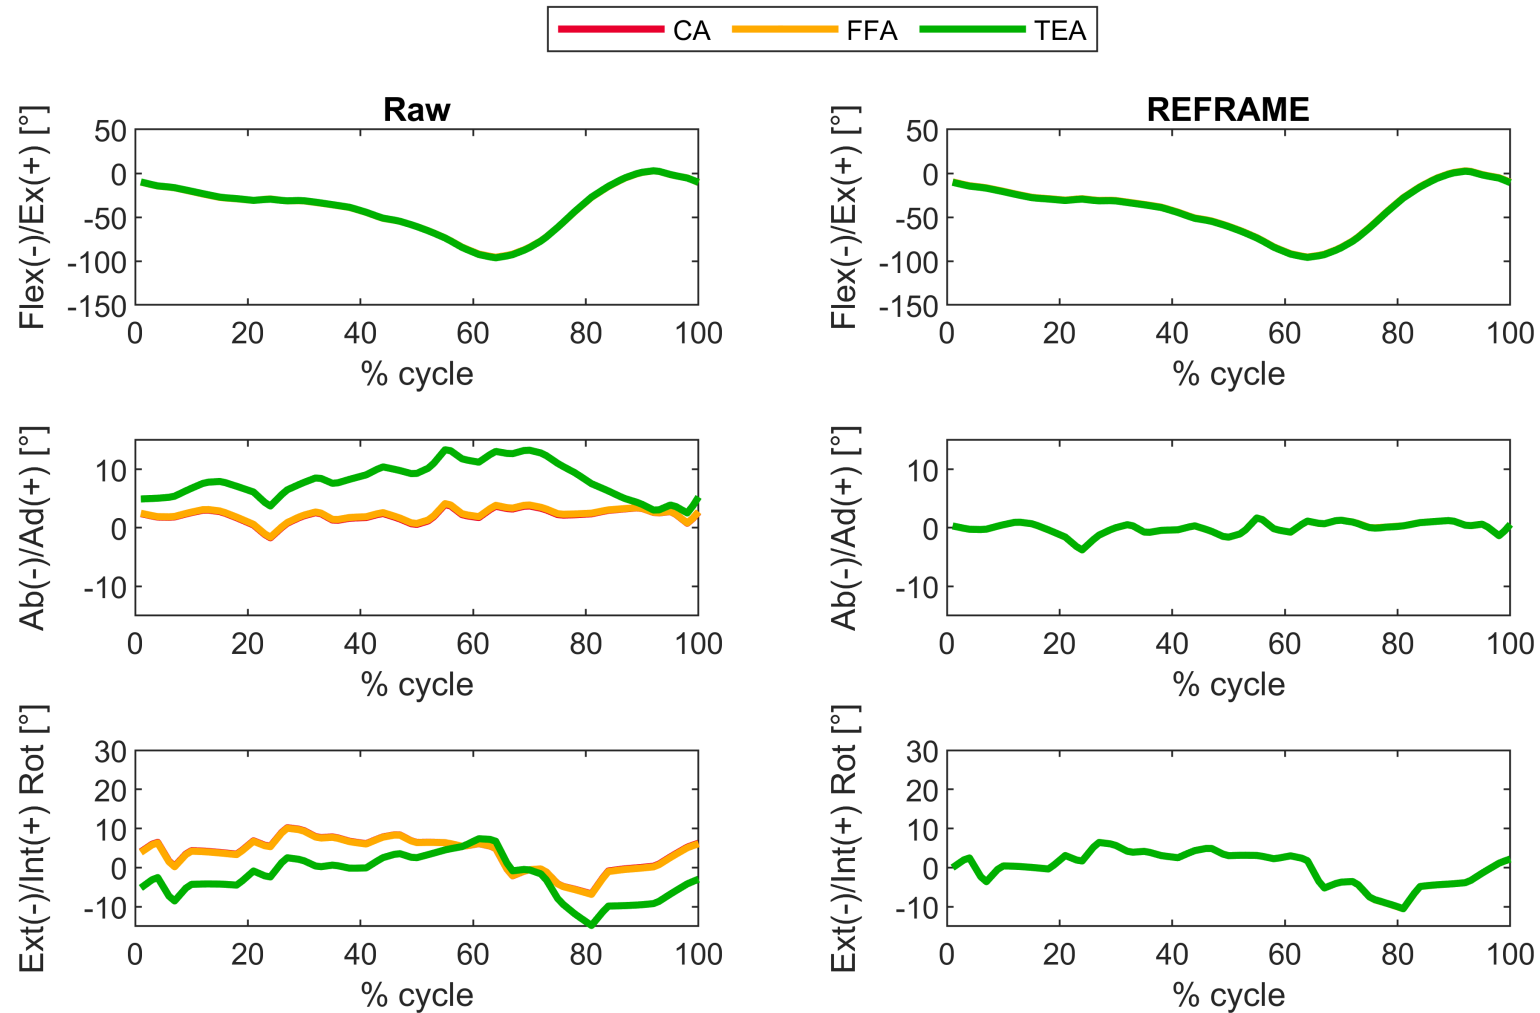 CA FFA TEA
Raw
Flex(-)/Ex(+) [°]
50
0
-50
-100
-150
0 20 40 60 80 100
% cycle
REFRAME
Flex(-)/Ex(+) [°]
50
0
-50
-100
-150
0 20 40 60 80 100
% cycle
Ab(-)/Ad(+) [°]
10
0
-10
0 20 40 60 80 100
% cycle
Ab(-)/Ad(+) [°]
10
0
-10
0 20 40 60 80 100
% cycle
Ext(-)/Int(+) Rot [°]
30
20
10
0
-10
0 20 40 60 80 100
% cycle
Ext(-)/Int(+) Rot [°]
30
20
10
0
-10
0 20 40 60 80 100
% cycle